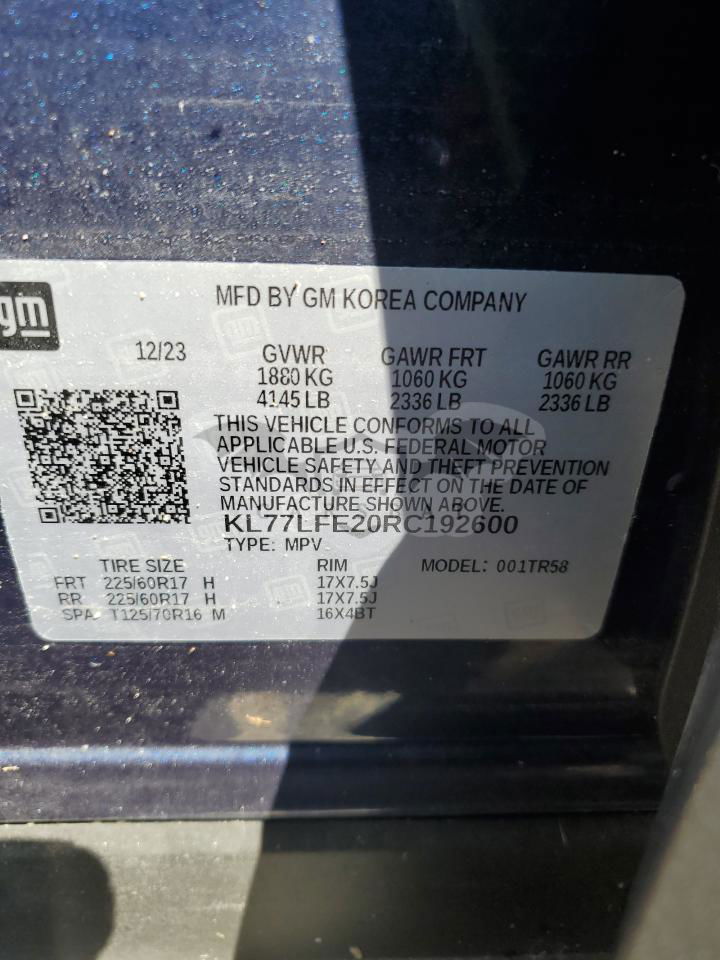 gm
MFD BY GM KOREA COMPANY
12/23 GVWR GAWR FRT GAWR RR
1880 KG 1060 KG 1060 KG
4145 LB 2336 LB 2336 LB
THIS VEHICLE CONFORMS TO ALL
APPLICABLE U.S. FEDERAL MOTOR
VEHICLE SAFETY AND THEFT PREVENTION
STANDARDS IN EFFECT ON THE DATE OF
MANUFACTURE SHOWN ABOVE.
KL77LFE20RC192600
TYPE: MPV
TIRE SIZE RIM MODEL: 001TR58
FRT 225/60R17 H 17X7.5J
RR 225/60R17 H 17X7.5J
SPA T125/70R16 M 16X4BT